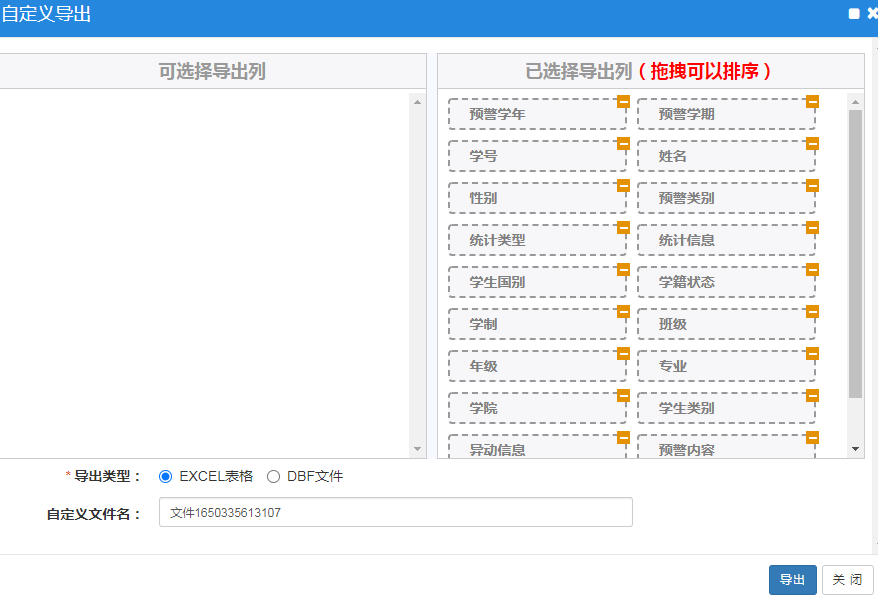 自定义导出
可选择导出列
已选择导出列（拖拽可以排序）
预警学年 预警学期
学号 姓名
性别 预警类别
统计类型 统计信息
学生国别 学籍状态
学制 班级
年级 专业
学院 学生类别
异动信息 预警内容
*导出类型： EXCEL表格 DBF文件
自定义文件名： 文件1650335613107
导出 关 闭